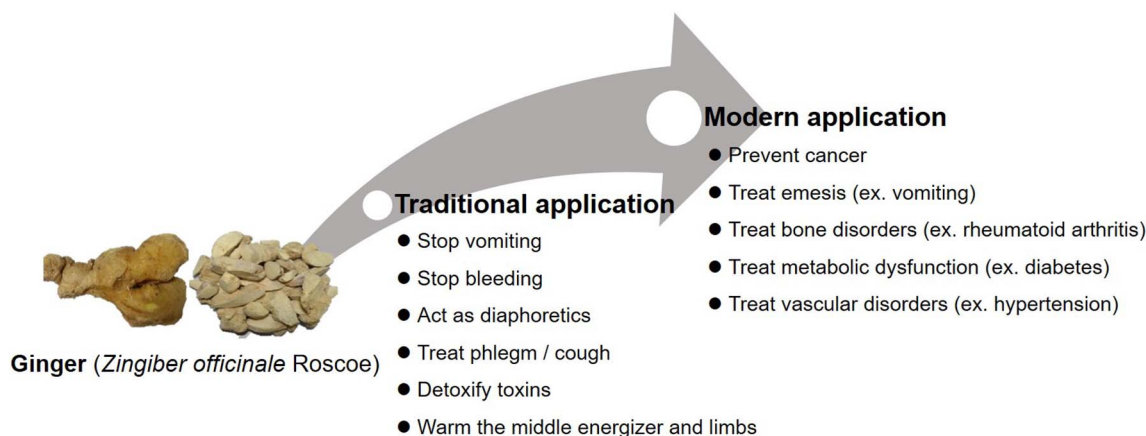 Modern application
● Prevent cancer
● Treat emesis (ex. vomiting)
● Treat bone disorders (ex. rheumatoid arthritis)
● Treat metabolic dysfunction (ex. diabetes)
● Treat vascular disorders (ex. hypertension)
Traditional application
● Stop vomiting
● Stop bleeding
● Act as diaphoretics
● Treat phlegm / cough
● Detoxify toxins
● Warm the middle energizer and limbs
Ginger (Zingiber officinale Roscoe)